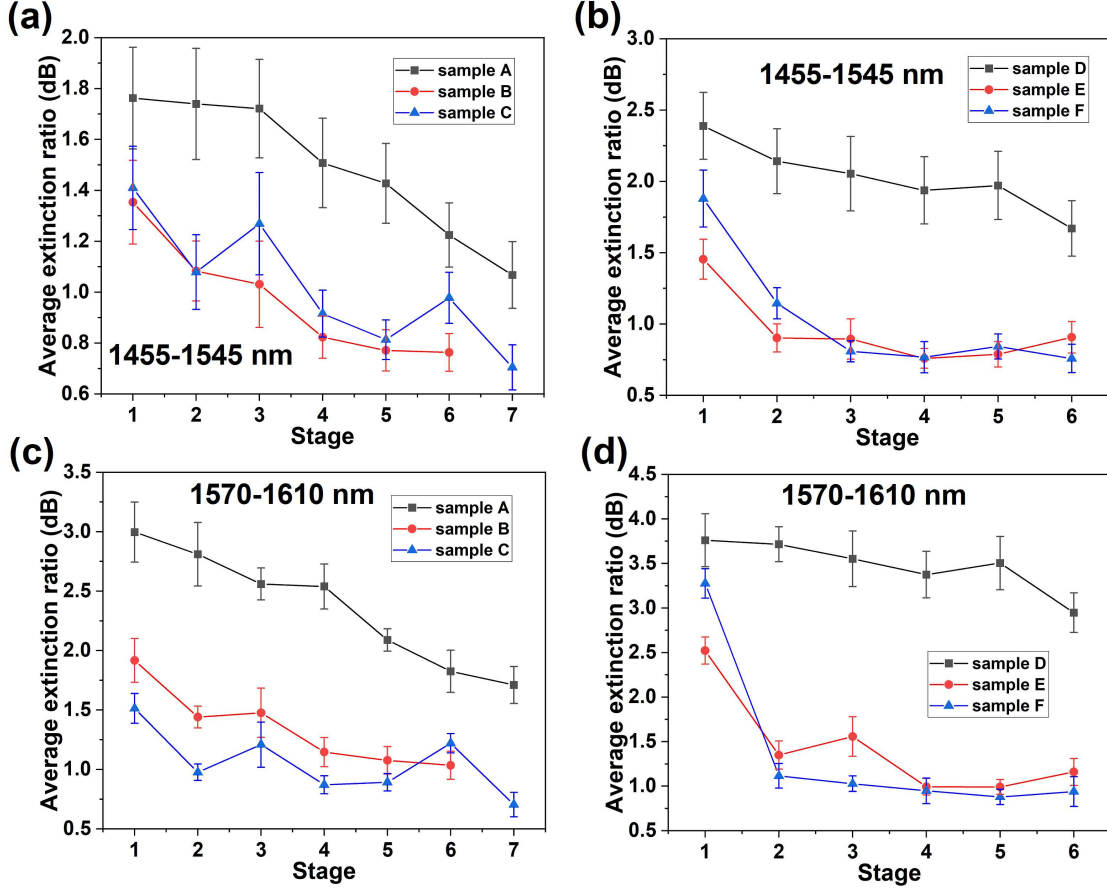 (a)
2.0
1.8
1.6
1.4
1.2
1.0
0.8
0.6
Average extinction ratio (dB)
sample A
sample B
sample C
1455-1545 nm
1 2 3 4 5 6 7
Stage
(b)
3.0
2.5
2.0
1.5
1.0
0.5
Average extinction ratio (dB)
1455-1545 nm
sample D
sample E
sample F
1 2 3 4 5 6
Stage
(c)
3.5
3.0
2.5
2.0
1.5
1.0
0.5
Average extinction ratio (dB)
1570-1610 nm
sample A
sample B
sample C
1 2 3 4 5 6 7
Stage
(d)
4.5
4.0
3.5
3.0
2.5
2.0
1.5
1.0
0.5
Average extinction ratio (dB)
1570-1610 nm
sample D
sample E
sample F
1 2 3 4 5 6
Stage